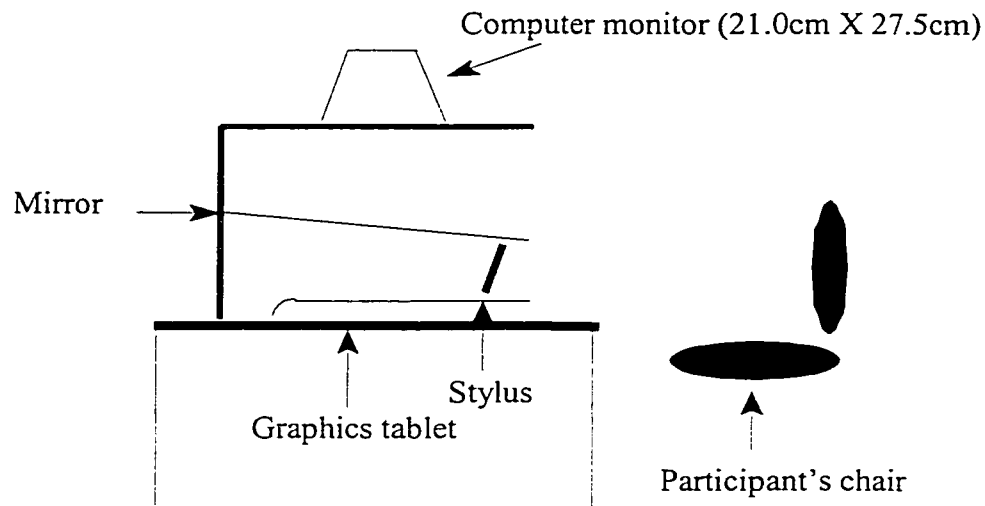 Computer monitor (21.0cm X 27.5cm)
Mirror
Stylus
Graphics tablet
Participant's chair